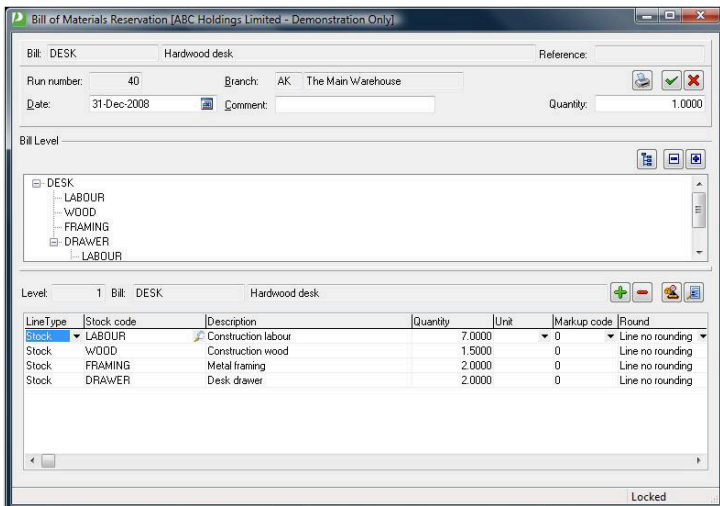 Bill of Materials Reservation [ABC Holdings Limited - Demonstration Only]
Bill: DESK Hardwood desk Reference:
Run number: 40 Branch: AK The Main Warehouse
Date: 31-Dec-2008 Comment: Quantity: 1.0000
Bill Level
DESK
LABOUR
WOOD
FRAMING
DRAWER
LABOUR
Level: 1 Bill: DESK Hardwood desk
LineType Stock code Description Quantity Unit Markup code Round
Stock LABOUR Construction labour 7.0000 0 Line no rounding
Stock WOOD Construction wood 1.5000 0 Line no rounding
Stock FRAMING Metal framing 2.0000 0 Line no rounding
Stock DRAWER Desk drawer 2.0000 0 Line no rounding
Locked